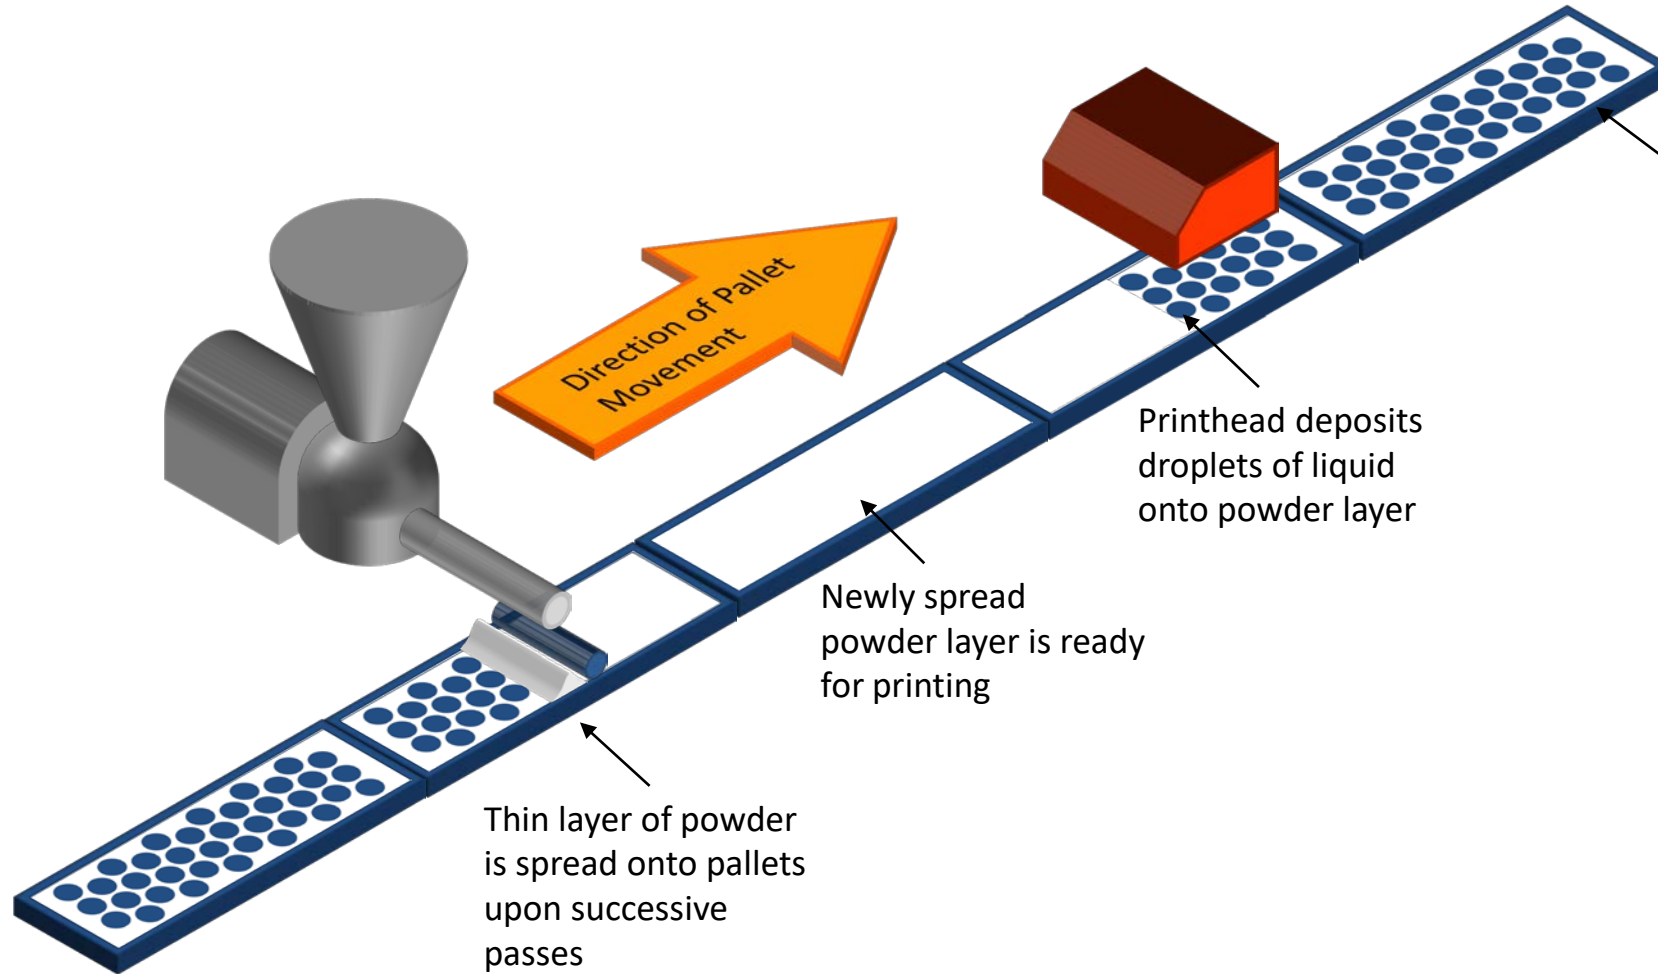 Direction of Pallet
Movement
Printhead deposits
droplets of liquid
onto powder layer
Newly spread
powder layer is ready
for printing
Thin layer of powder
is spread onto pallets
upon successive
passes